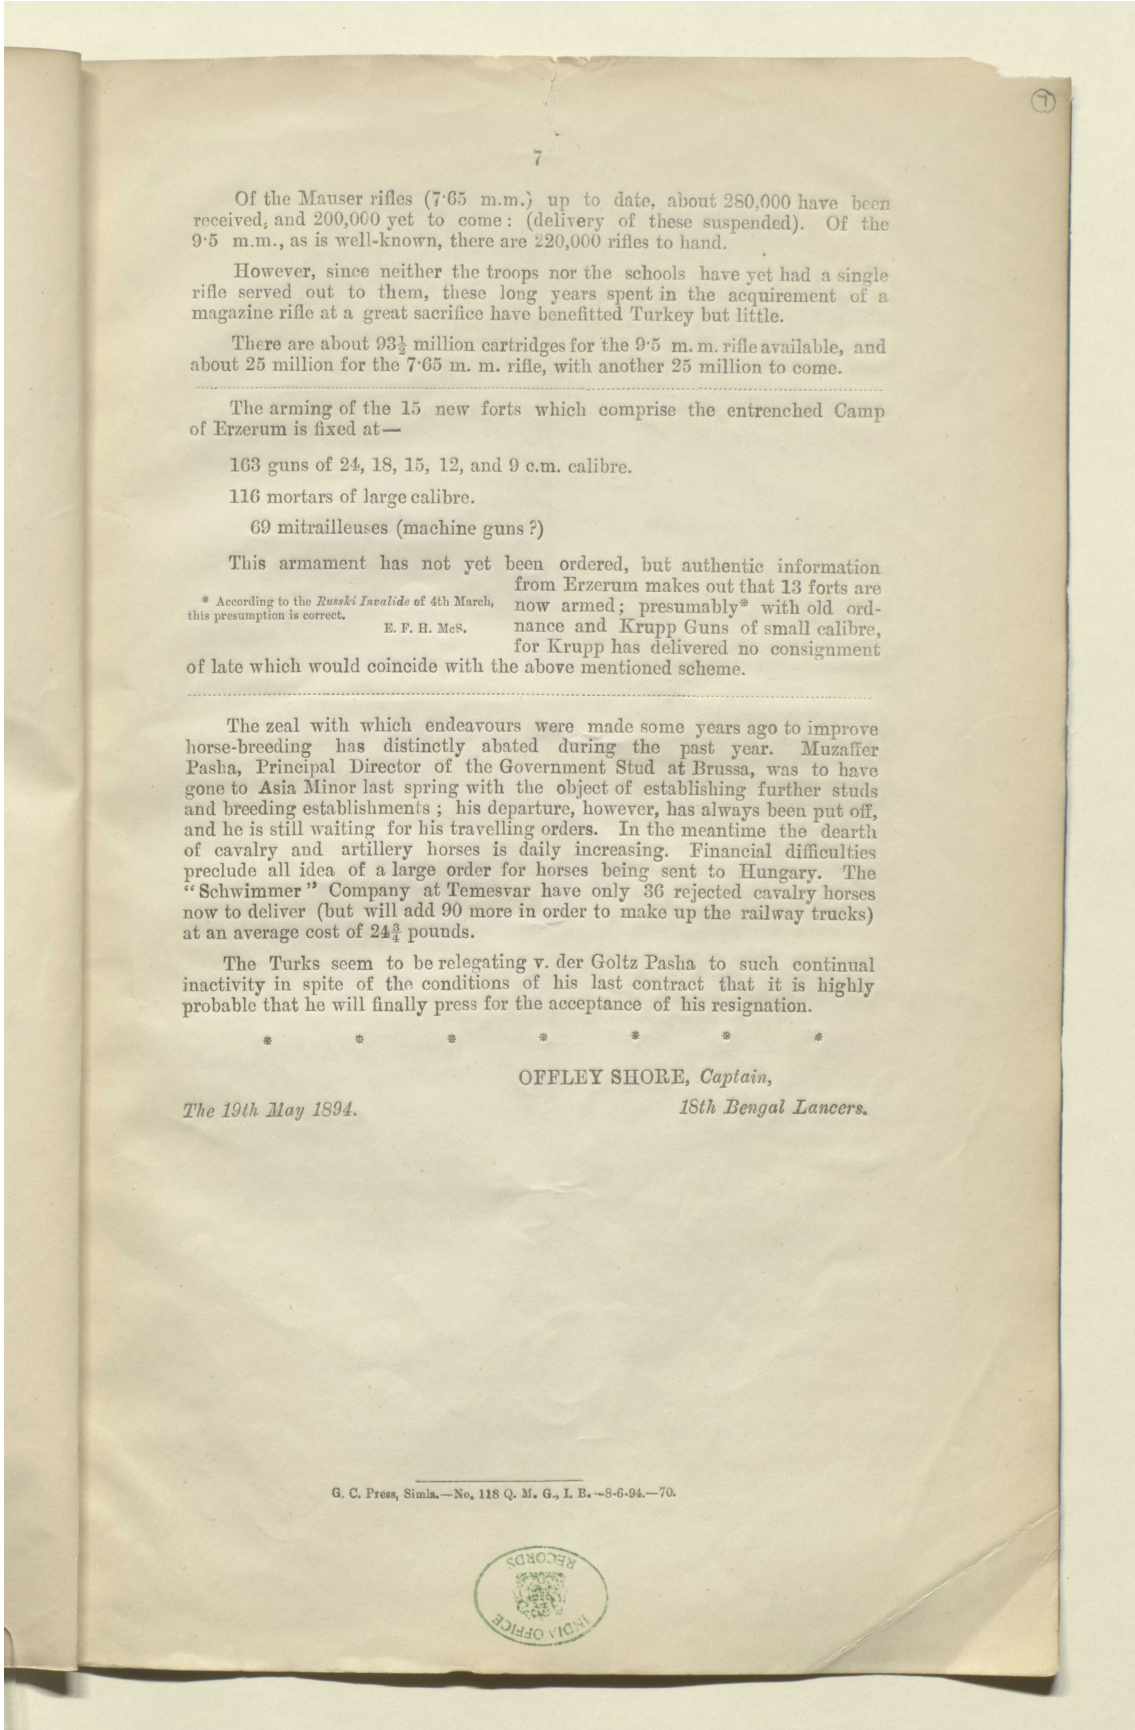 7
7
Of the Mauser rifles (7·65 m.m.) up to date, about 280,000 have been
received, and 200,000 yet to come : (delivery of these suspended). Of the
9·5 m.m., as is well-known, there are 220,000 rifles to hand.
However, since neither the troops nor the schools have yet had a single
rifle served out to them, these long years spent in the acquirement of a
magazine rifle at a great sacrifice have benefitted Turkey but little.
There are about 93½ million cartridges for the 9·5 m. m. rifle available, and
about 25 million for the 7·65 m. m. rifle, with another 25 million to come.
The arming of the 15 new forts which comprise the entrenched Camp
of Erzerum is fixed at—
163 guns of 24, 18, 15, 12, and 9 c.m. calibre.
116 mortars of large calibre.
69 mitrailleuses (machine guns ?)
This armament has not yet been ordered, but authentic information
from Erzerum makes out that 13 forts are
now armed ; presumably* with old ord-
nance and Krupp Guns of small calibre,
for Krupp has delivered no consignment
* According to the Russki Invalide of 4th March,
this presumption is correct.
E. F. H. McS.
of late which would coincide with the above mentioned scheme.
The zeal with which endeavours were made some years ago to improve
horse-breeding has distinctly abated during the past year. Muzaffer
Pasha, Principal Director of the Government Stud at Brussa, was to have
gone to Asia Minor last spring with the object of establishing further studs
and breeding establishments ; his departure, however, has always been put off,
and he is still waiting for his travelling orders. In the meantime the dearth
of cavalry and artillery horses is daily increasing. Financial difficulties
preclude all idea of a large order for horses being sent to Hungary. The
"Schwimmer" Company at Temesvar have only 36 rejected cavalry horses
now to deliver (but will add 90 more in order to make up the railway trucks)
at an average cost of 24¾ pounds.
The Turks seem to be relegating v. der Goltz Pasha to such continual
inactivity in spite of the conditions of his last contract that it is highly
probable that he will finally press for the acceptance of his resignation.
* * * * * * *
OFFLEY SHORE, Captain,
The 19th May 1894. 18th Bengal Lancers.
G. C. Press, Simla.—No. 118 Q. M. G., I. B.—8-6-94.—70.
RECORDS
INDIA OFFICE